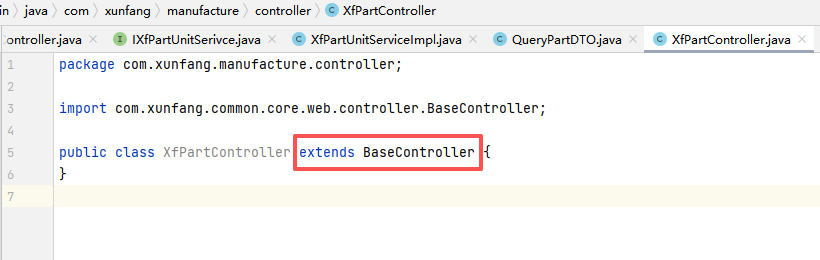 in > java > com > xunfang > manufacture > controller > XfPartController
Controller.java × IXfPartUnitSerivce.java × XfPartUnitServiceImpl.java × QueryPartDTO.java × XfPartController.java ×
1 package com.xunfang.manufacture.controller;
2
3 import com.xunfang.common.core.web.controller.BaseController;
4
5 public class XfPartController extends BaseController {
6 }
7